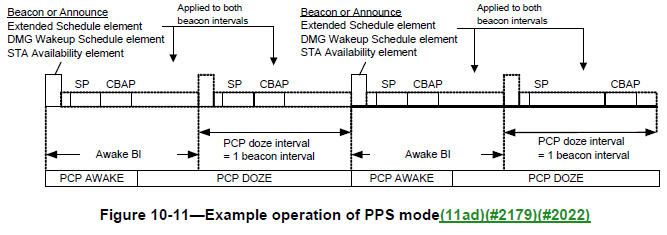 Beacon or Announce
Extended Schedule element
DMG Wakeup Schedule element
STA Availability element
Applied to both
beacon intervals
Beacon or Announce
Extended Schedule element
DMG Wakeup Schedule element
STA Availability element
Applied to both
beacon intervals
SP CBAP
SP CBAP
SP CBAP
SP CBAP
Awake BI
PCP doze interval
= 1 beacon interval
Awake BI
PCP doze interval
= 1 beacon interval
PCP AWAKE
PCP DOZE
PCP AWAKE
PCP DOZE
Figure 10-11—Example operation of PPS mode(11ad)(#2179)(#2022)